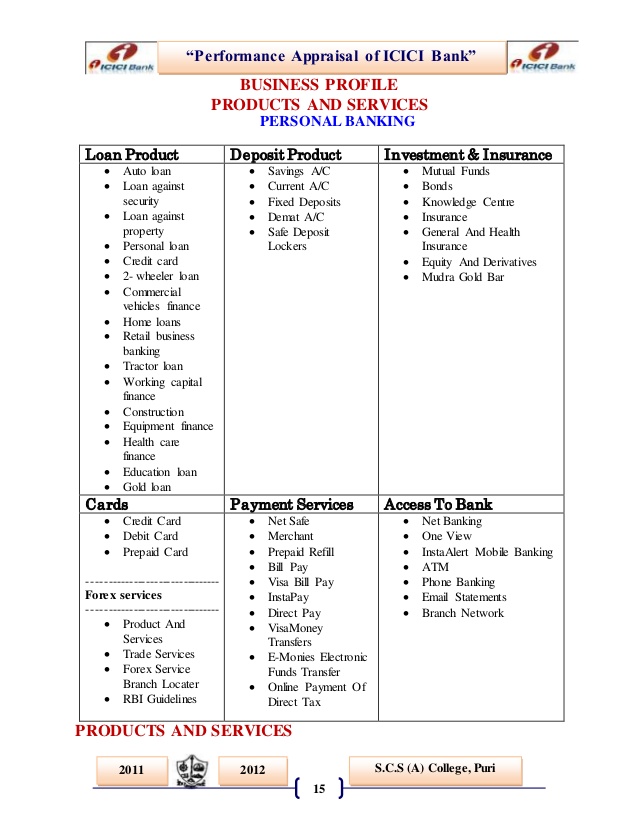 ICICI Bank
“Performance Appraisal of ICICI Bank”
ICICI Bank
BUSINESS PROFILE
PRODUCTS AND SERVICES
PERSONAL BANKING
Loan Product
• Auto loan
• Loan against
security
• Loan against
property
• Personal loan
• Credit card
• 2- wheeler loan
• Commercial
vehicles finance
• Home loans
• Retail business
banking
• Tractor loan
• Working capital
finance
• Construction
• Equipment finance
• Health care
finance
• Education loan
• Gold loan
Deposit Product
• Savings A/C
• Current A/C
• Fixed Deposits
• Demat A/C
• Safe Deposit
Lockers
Investment & Insurance
• Mutual Funds
• Bonds
• Knowledge Centre
• Insurance
• General And Health
Insurance
• Equity And Derivatives
• Mudra Gold Bar
Cards
• Credit Card
• Debit Card
• Prepaid Card
---------------------------------
Forex services
---------------------------------
• Product And
Services
• Trade Services
• Forex Service
Branch Locater
• RBI Guidelines
Payment Services
• Net Safe
• Merchant
• Prepaid Refill
• Bill Pay
• Visa Bill Pay
• InstaPay
• Direct Pay
• VisaMoney
Transfers
• E-Monies Electronic
Funds Transfer
• Online Payment Of
Direct Tax
Access To Bank
• Net Banking
• One View
• InstaAlert Mobile Banking
• ATM
• Phone Banking
• Email Statements
• Branch Network
PRODUCTS AND SERVICES
2011
2012
S.C.S (A) College, Puri
15